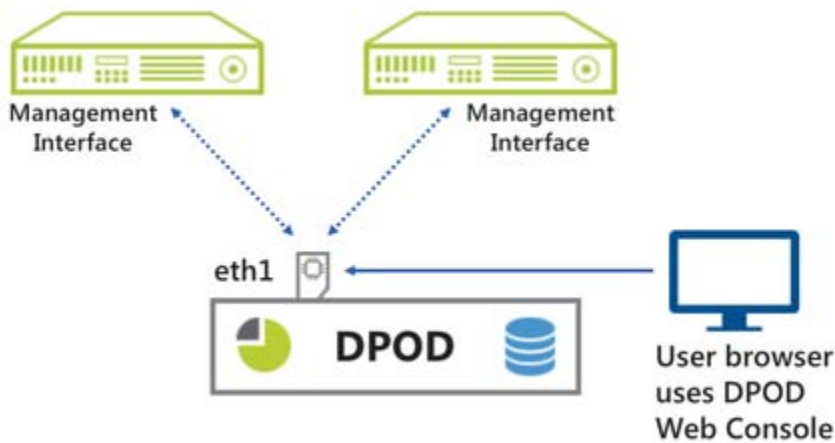 Management
Interface
Management
Interface
eth1
DPOD
User browser
uses DPOD
Web Console